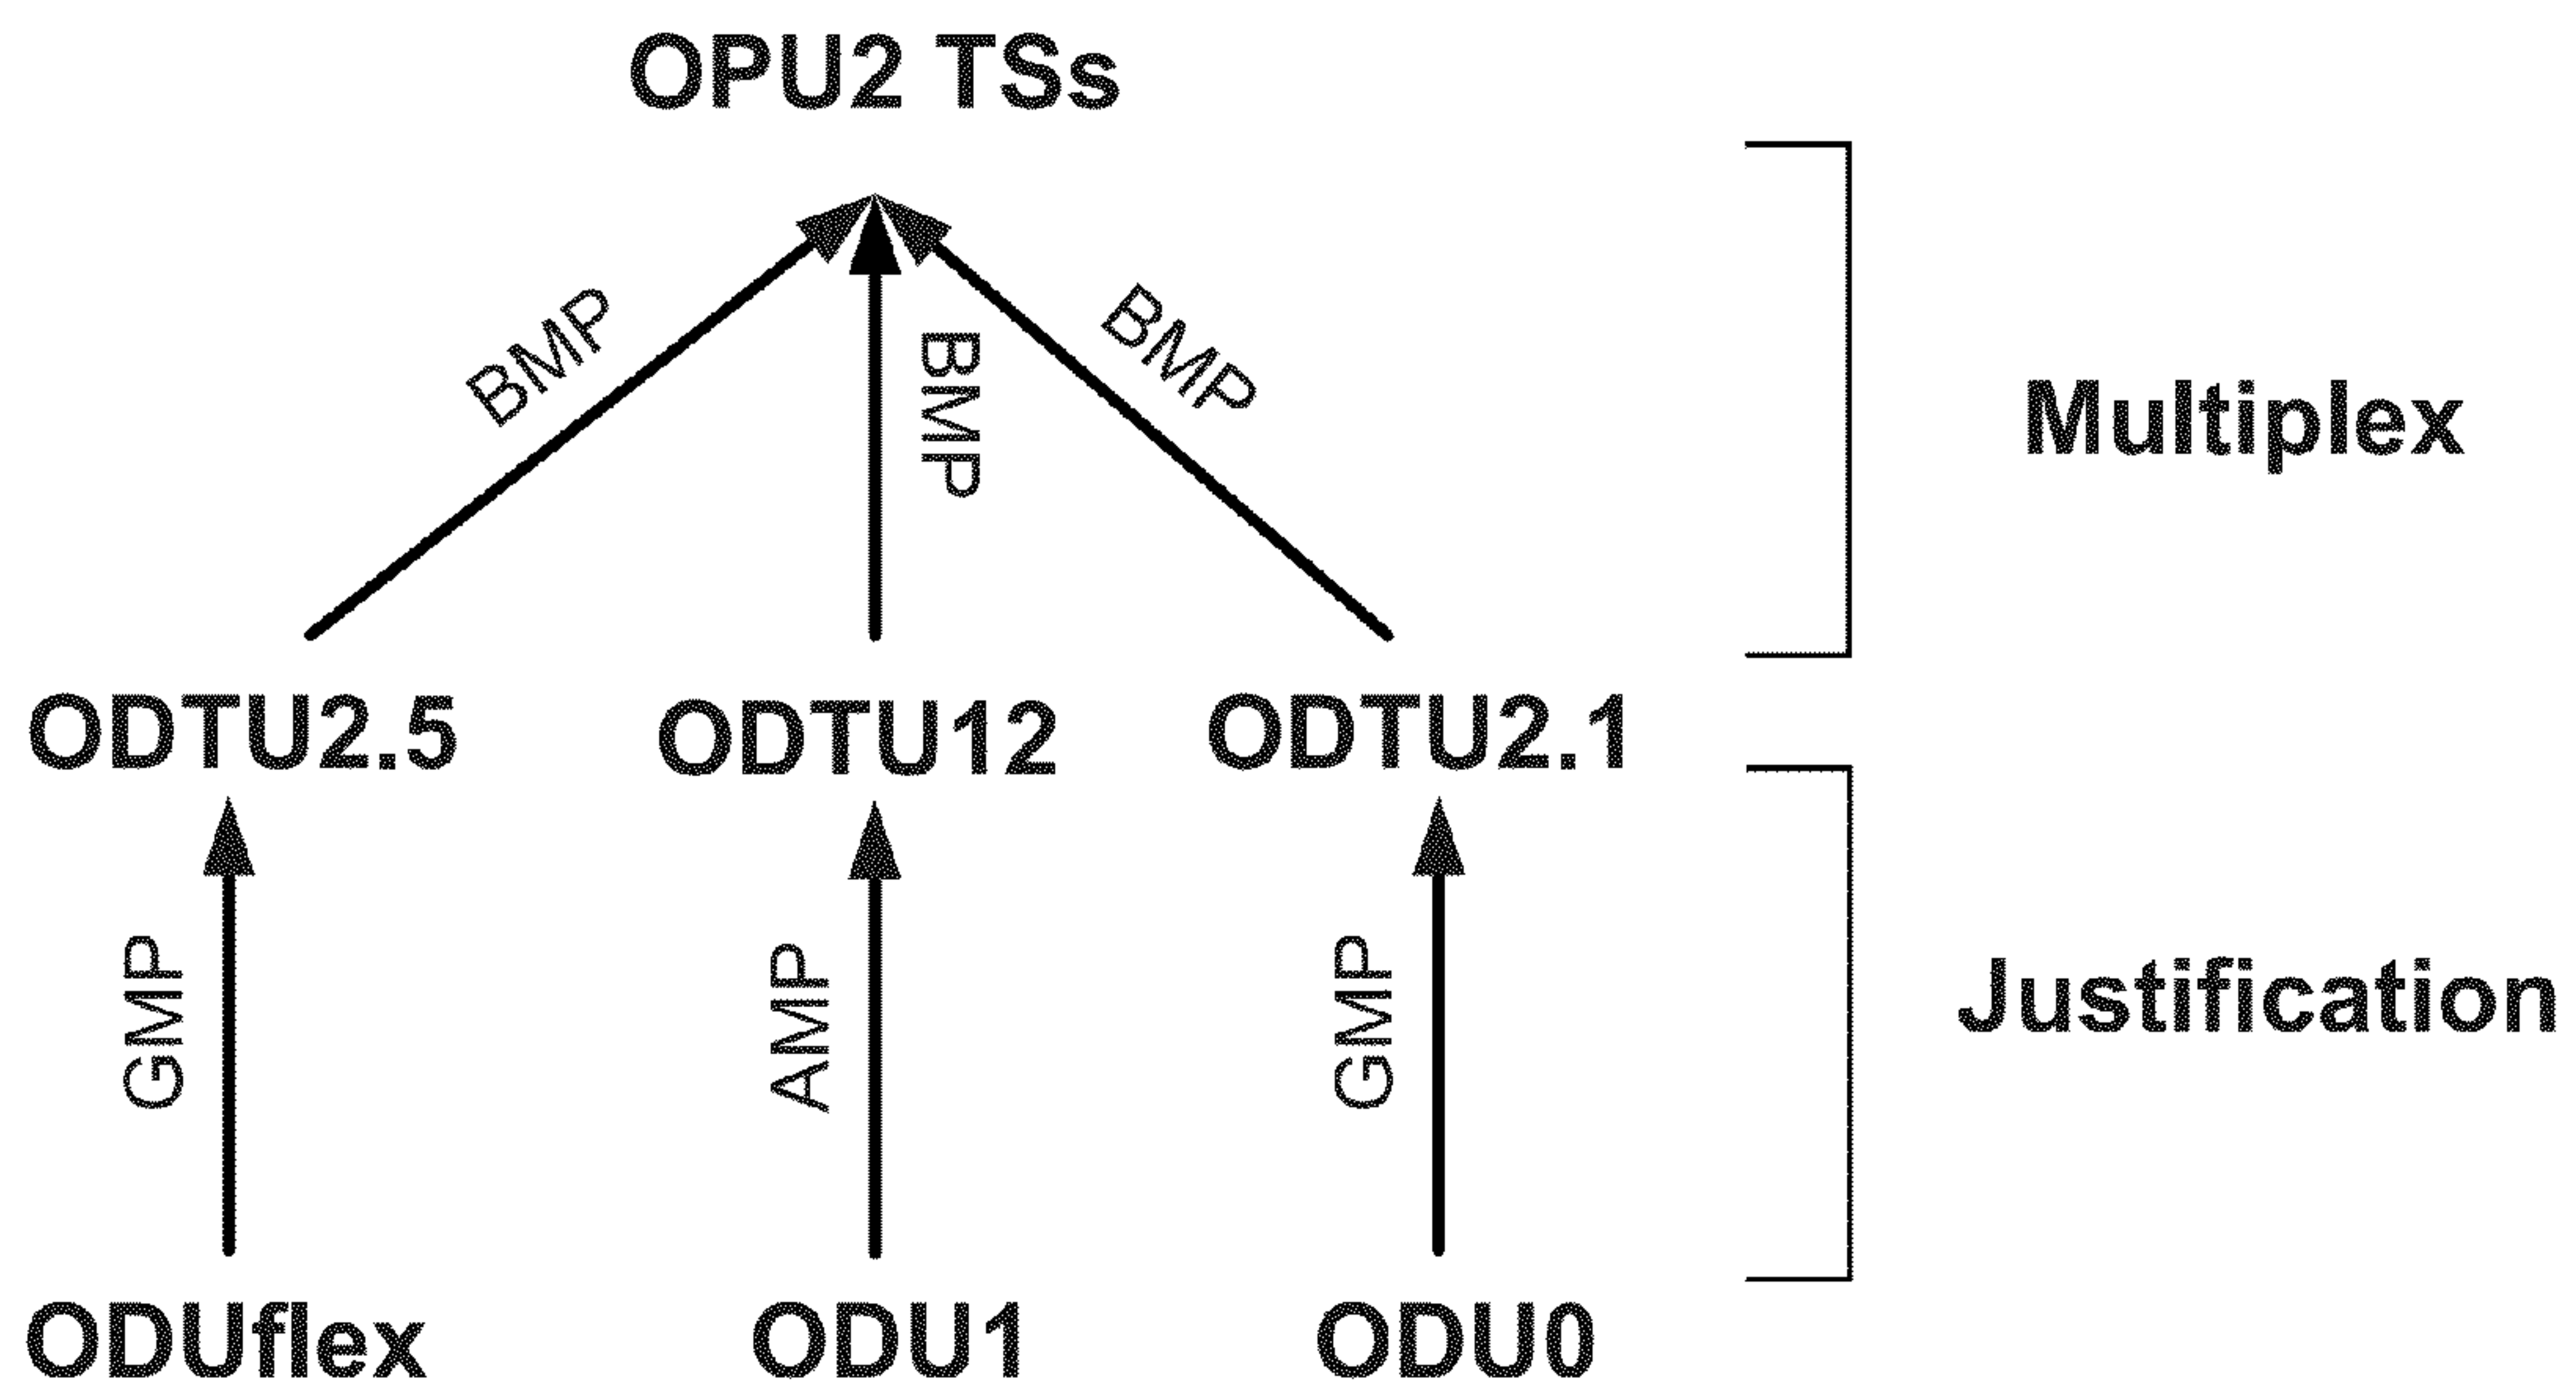 OPU2 TSs
BMP
BMP
BMP
Multiplex
ODTU2.5
ODTU12
ODTU2.1
GMP
AMP
GMP
Justification
ODUflex
ODU1
ODU0